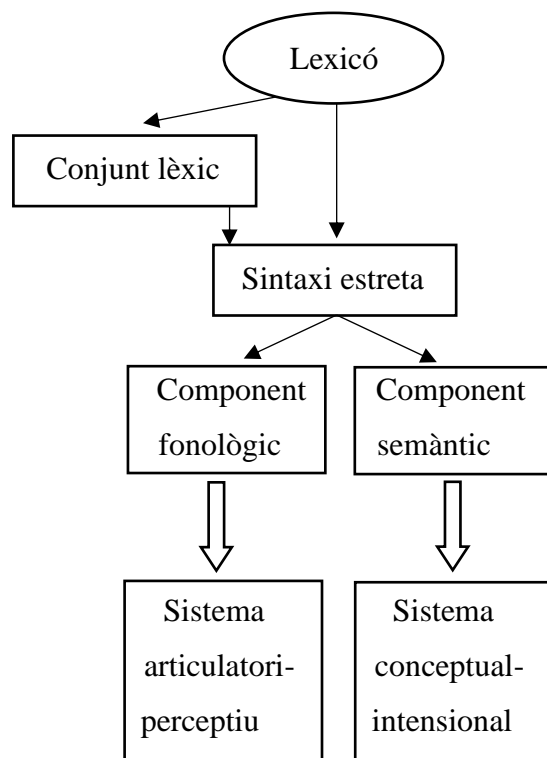 Lexicó
Conjunt lèxic
Sintaxi estreta
Component
fonològic
Component
semàntic
Sistema
articulatori-
perceptiu
Sistema
conceptual-
intensional